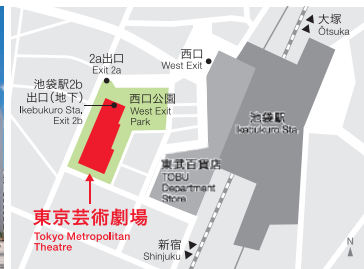 大塚
Ōtsuka
2a出口
Exit 2a
西口
West Exit
池袋駅2b
出口(地下)
Ikebukuro Sta.
Exit 2b
西口公園
West Exit
Park
池袋駅
Ikebukuro Sta.
東武百貨店
TOBU
Department
Store
東京芸術劇場
Tokyo Metropolitan
Theatre
新宿
Shinjuku
N